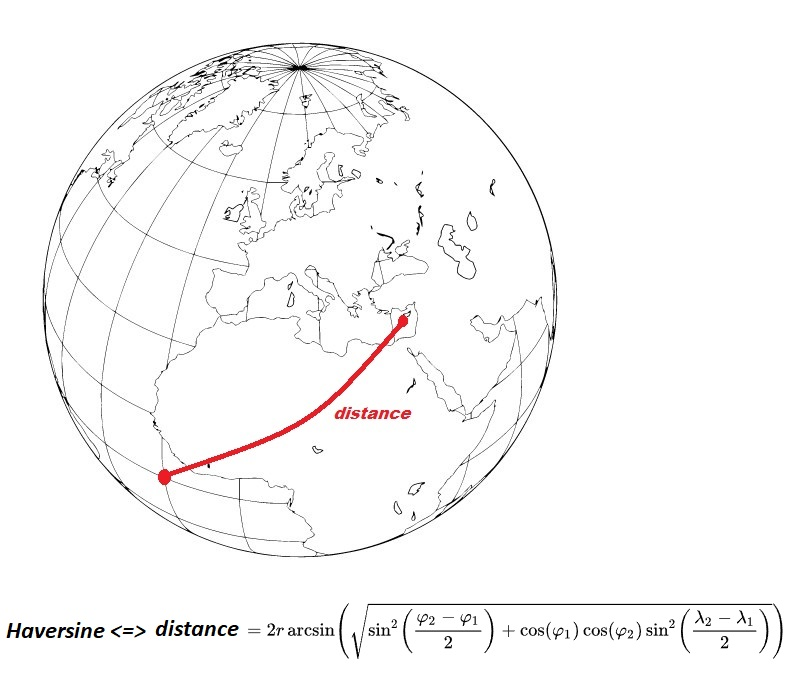 distance
Haversine <=> distance = 2r arcsin(√(sin²((φ₂ − φ₁)/2) + cos(φ₁) cos(φ₂) sin²((λ₂ − λ₁)/2)))